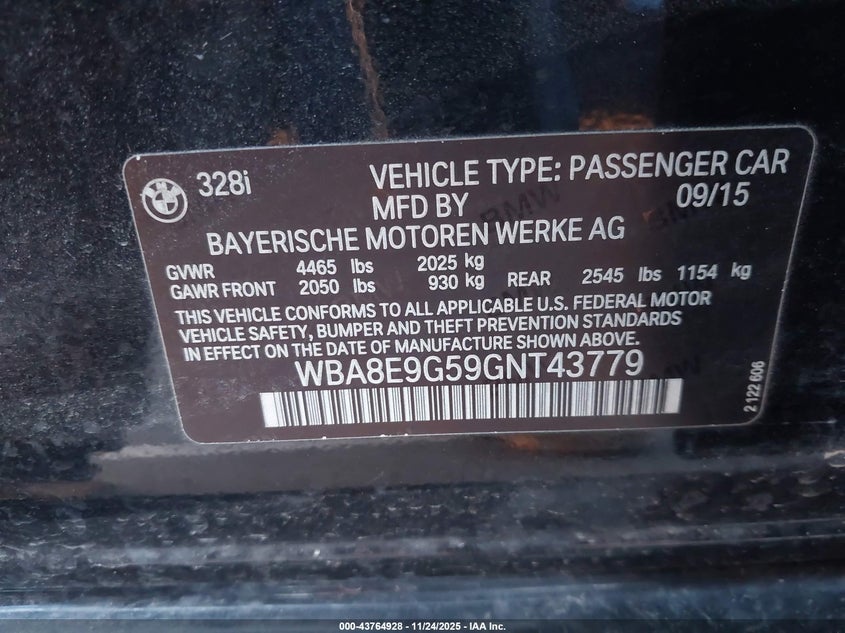 BMW
328i
VEHICLE TYPE: PASSENGER CAR
MFD BY 09/15
BAYERISCHE MOTOREN WERKE AG
GVWR 4465 lbs 2025 kg
GAWR FRONT 2050 lbs 930 kg REAR 2545 lbs 1154 kg
THIS VEHICLE CONFORMS TO ALL APPLICABLE U.S. FEDERAL MOTOR
VEHICLE SAFETY, BUMPER AND THEFT PREVENTION STANDARDS
IN EFFECT ON THE DATE OF MANUFACTURE SHOWN ABOVE.
WBA8E9G59GNT43779
2 122 606
000-43764928 - 11/24/2025 - IAA Inc.